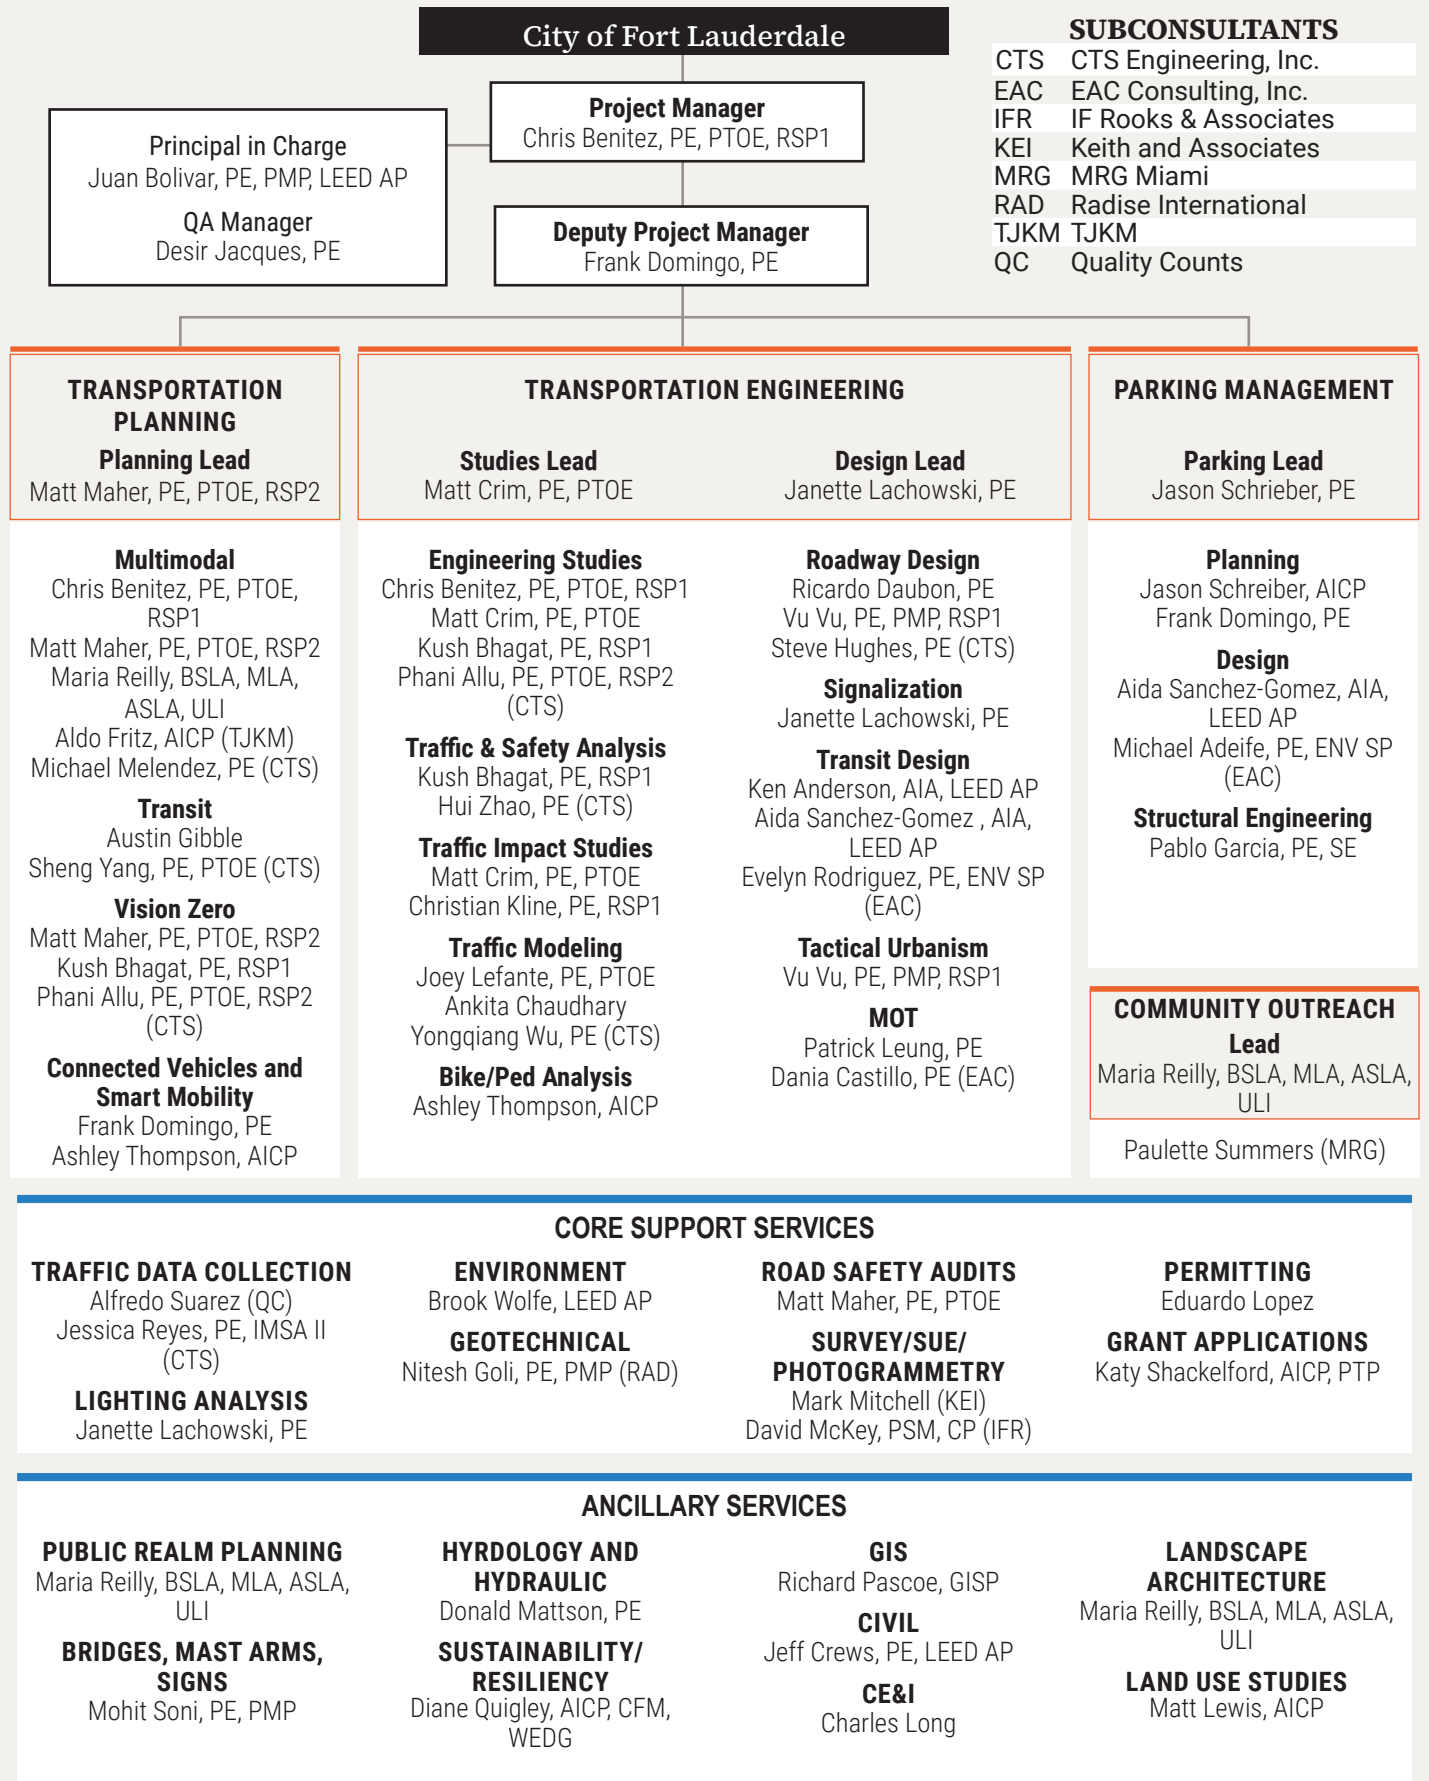 City of Fort Lauderdale
Project Manager
Chris Benitez, PE, PTOE, RSP1
Principal in Charge
Juan Bolivar, PE, PMP, LEED AP
QA Manager
Desir Jacques, PE
Deputy Project Manager
Frank Domingo, PE
SUBCONSULTANTS
CTS CTS Engineering, Inc.
EAC EAC Consulting, Inc.
IFR IF Rooks & Associates
KEI Keith and Associates
MRG MRG Miami
RAD Radise International
TJKM TJKM
QC Quality Counts
TRANSPORTATION
PLANNING
Planning Lead
Matt Maher, PE, PTOE, RSP2
Multimodal
Chris Benitez, PE, PTOE,
RSP1
Matt Maher, PE, PTOE, RSP2
Maria Reilly, BSLA, MLA,
ASLA, ULI
Aldo Fritz, AICP (TJKM)
Michael Melendez, PE (CTS)
Transit
Austin Gibble
Sheng Yang, PE, PTOE (CTS)
Vision Zero
Matt Maher, PE, PTOE, RSP2
Kush Bhagat, PE, RSP1
Phani Allu, PE, PTOE, RSP2
(CTS)
Connected Vehicles and
Smart Mobility
Frank Domingo, PE
Ashley Thompson, AICP
TRANSPORTATION ENGINEERING
Studies Lead
Matt Crim, PE, PTOE
Engineering Studies
Chris Benitez, PE, PTOE, RSP1
Matt Crim, PE, PTOE
Kush Bhagat, PE, RSP1
Phani Allu, PE, PTOE, RSP2
(CTS)
Traffic & Safety Analysis
Kush Bhagat, PE, RSP1
Hui Zhao, PE (CTS)
Traffic Impact Studies
Matt Crim, PE, PTOE
Christian Kline, PE, RSP1
Traffic Modeling
Joey Lefante, PE, PTOE
Ankita Chaudhary
Yongqiang Wu, PE (CTS)
Bike/Ped Analysis
Ashley Thompson, AICP
Design Lead
Janette Lachowski, PE
Roadway Design
Ricardo Daubon, PE
Vu Vu, PE, PMP, RSP1
Steve Hughes, PE (CTS)
Signalization
Janette Lachowski, PE
Transit Design
Ken Anderson, AIA, LEED AP
Aida Sanchez-Gomez , AIA,
LEED AP
Evelyn Rodriguez, PE, ENV SP
(EAC)
Tactical Urbanism
Vu Vu, PE, PMP, RSP1
MOT
Patrick Leung, PE
Dania Castillo, PE (EAC)
PARKING MANAGEMENT
Parking Lead
Jason Schrieber, PE
Planning
Jason Schreiber, AICP
Frank Domingo, PE
Design
Aida Sanchez-Gomez, AIA,
LEED AP
Michael Adeife, PE, ENV SP
(EAC)
Structural Engineering
Pablo Garcia, PE, SE
COMMUNITY OUTREACH
Lead
Maria Reilly, BSLA, MLA, ASLA,
ULI
Paulette Summers (MRG)
CORE SUPPORT SERVICES
TRAFFIC DATA COLLECTION
Alfredo Suarez (QC)
Jessica Reyes, PE, IMSA II
(CTS)
LIGHTING ANALYSIS
Janette Lachowski, PE
ENVIRONMENT
Brook Wolfe, LEED AP
GEOTECHNICAL
Nitesh Goli, PE, PMP (RAD)
ROAD SAFETY AUDITS
Matt Maher, PE, PTOE
SURVEY/SUE/
PHOTOGRAMMETRY
Mark Mitchell (KEI)
David McKey, PSM, CP (IFR)
PERMITTING
Eduardo Lopez
GRANT APPLICATIONS
Katy Shackelford, AICP, PTP
ANCILLARY SERVICES
PUBLIC REALM PLANNING
Maria Reilly, BSLA, MLA, ASLA,
ULI
BRIDGES, MAST ARMS,
SIGNS
Mohit Soni, PE, PMP
HYRDOLOGY AND
HYDRAULIC
Donald Mattson, PE
SUSTAINABILITY/
RESILIENCY
Diane Quigley, AICP, CFM,
WEDG
GIS
Richard Pascoe, GISP
CIVIL
Jeff Crews, PE, LEED AP
CE&I
Charles Long
LANDSCAPE
ARCHITECTURE
Maria Reilly, BSLA, MLA, ASLA,
ULI
LAND USE STUDIES
Matt Lewis, AICP